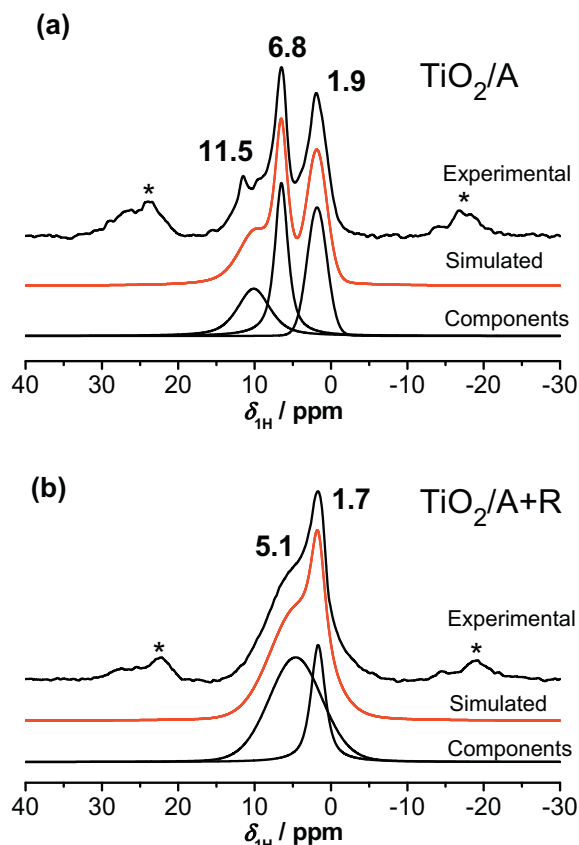 (a)
6.8
TiO₂/A
1.9
11.5
Experimental
*
*
Simulated
Components
40 30 20 10 0 -10 -20 -30
δ₁H / ppm
(b)
TiO₂/A+R
1.7
5.1
Experimental
*
*
Simulated
Components
40 30 20 10 0 -10 -20 -30
δ₁H / ppm